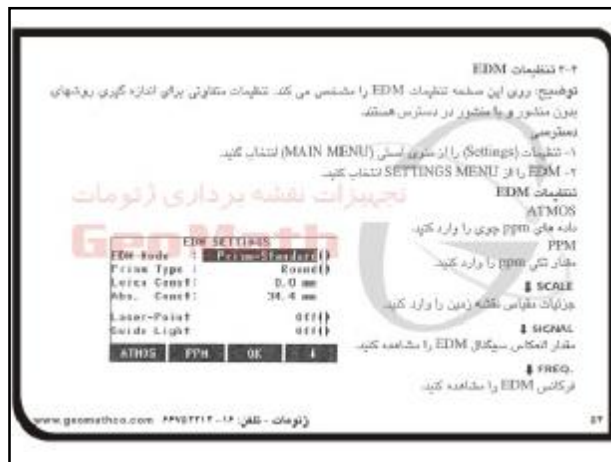 ۴-۲ تنظیمات EDM
توضیح: روی این صفحه تنظیمات EDM را مشخص می کند. تنظیمات متفاوتی برای اندازه گیری روشهای
بدون منشور و با منشور در دسترس هستند.
دسترسی
۱- تنظیمات (Settings) را از منوی اصلی (MAIN MENU) انتخاب کنید.
۲- EDM را از SETTINGS MENU انتخاب کنید.
تجهیزات نقشه برداری ژئومات
GeoMath
تنظیمات EDM
ATMOS
داده های ppm جوی را وارد کنید.
PPM
مقدار تکی ppm را وارد کنید.
⬇ SCALE
جزئیات مقیاس نقشه زمین را وارد کنید.
⬇ SIGNAL
مقدار انعکاس سیگنال EDM را مشاهده کنید.
⬇ FREQ.
فرکانس EDM را مشاهده کنید.
EDM SETTINGS
EDM-Mode : Prism-Standard
Prism Type : Round
Leica Const: 0.0 mm
Abs. Const: 34.4 mm
Laser-Point Off
Guide Light Off
ATMOS PPM OK ↓
www.geomathco.com ژئومات - تلفن: ۱۶-
۵۳